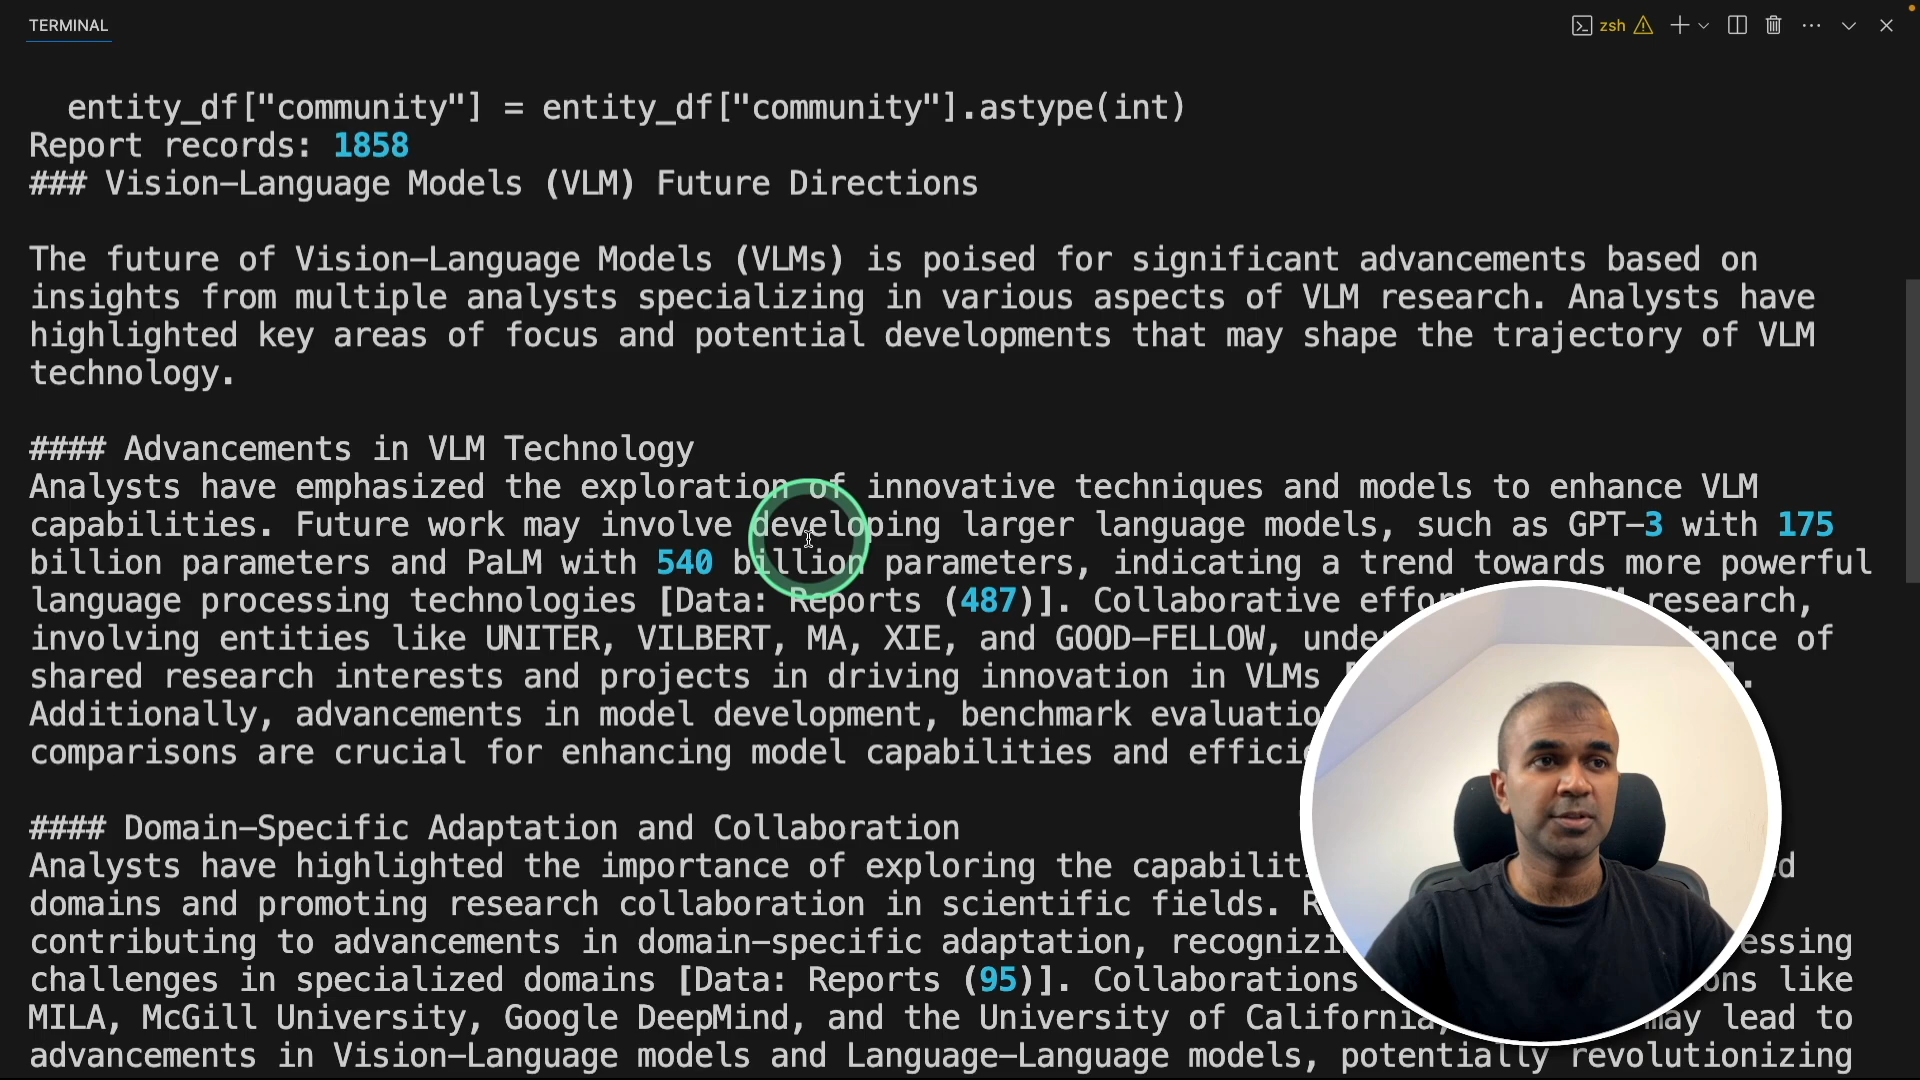 TERMINAL
zsh
entity_df["community"] = entity_df["community"].astype(int)
Report records: 1858
### Vision-Language Models (VLM) Future Directions
The future of Vision-Language Models (VLMs) is poised for significant advancements based on
insights from multiple analysts specializing in various aspects of VLM research. Analysts have
highlighted key areas of focus and potential developments that may shape the trajectory of VLM
technology.
#### Advancements in VLM Technology
Analysts have emphasized the exploration of innovative techniques and models to enhance VLM
capabilities. Future work may involve developing larger language models, such as GPT-3 with 175
billion parameters and PaLM with 540 billion parameters, indicating a trend towards more powerful
language processing technologies [Data: Reports (487)]. Collaborative research,
involving entities like UNITER, VILBERT, MA, XIE, and GOOD-FELLOW, of
shared research interests and projects in driving innovation in VLMs
Additionally, advancements in model development, benchmark
comparisons are crucial for enhancing model capabilities and
#### Domain-Specific Adaptation and Collaboration
Analysts have highlighted the importance of exploring the
domains and promoting research collaboration in scientific fields.
contributing to advancements in domain-specific adaptation,
challenges in specialized domains [Data: Reports (95)]. Collaborations like
MILA, McGill University, Google DeepMind, and the University of California, may lead to
advancements in Vision-Language models and Language-Language models, potentially revolutionizing